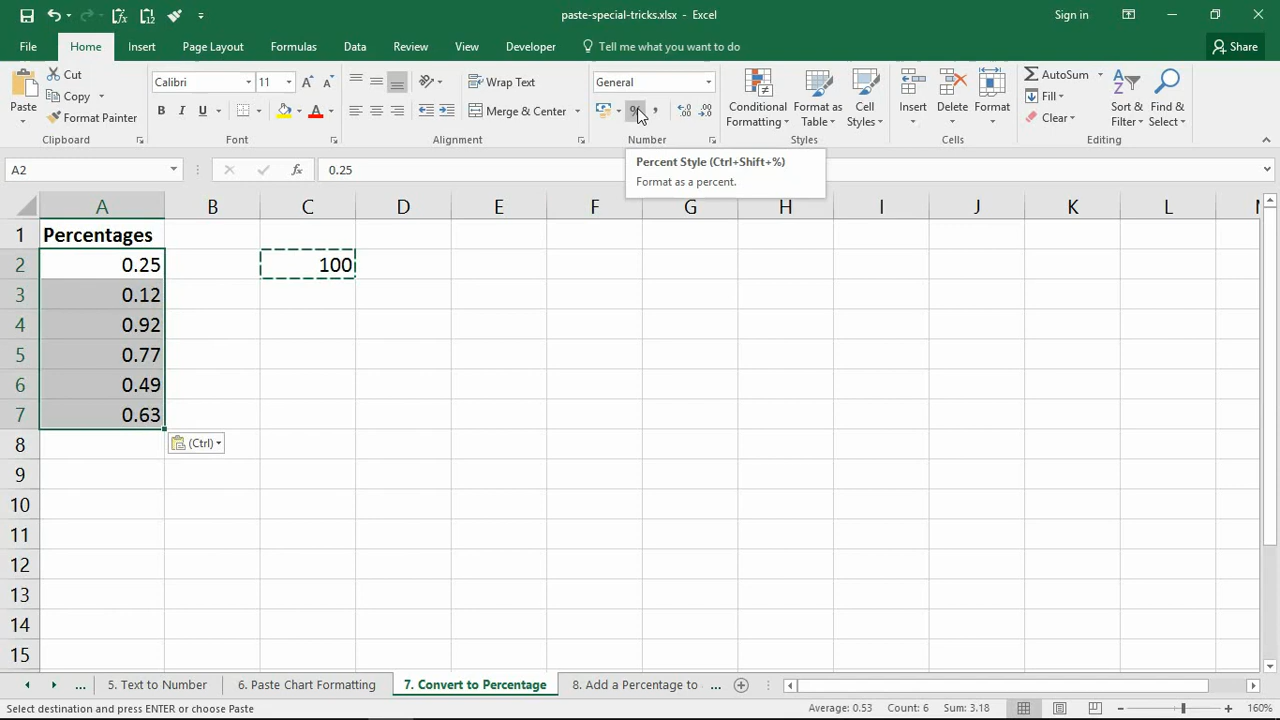 paste-special-tricks.xlsx - Excel
Sign in
File Home Insert Page Layout Formulas Data Review View Developer Tell me what you want to do Share
Paste
Cut
Copy
Format Painter
Clipboard
Calibri 11
B I U
Font
Wrap Text
Merge & Center
Alignment
General
%
Number
Conditional Formatting
Format as Table
Cell Styles
Styles
Insert
Delete
Format
Cells
AutoSum
Fill
Clear
Sort & Filter
Find & Select
Editing
A2 fx 0.25
Percent Style (Ctrl+Shift+%)
Format as a percent.
A B C D E F G H I J K L
1 Percentages
2 0.25 100
3 0.12
4 0.92
5 0.77
6 0.49
7 0.63
8 (Ctrl)
9
10
11
12
13
14
15
... 5. Text to Number 6. Paste Chart Formatting 7. Convert to Percentage 8. Add a Percentage to ...
Select destination and press ENTER or choose Paste Average: 0.53 Count: 6 Sum: 3.18 160%